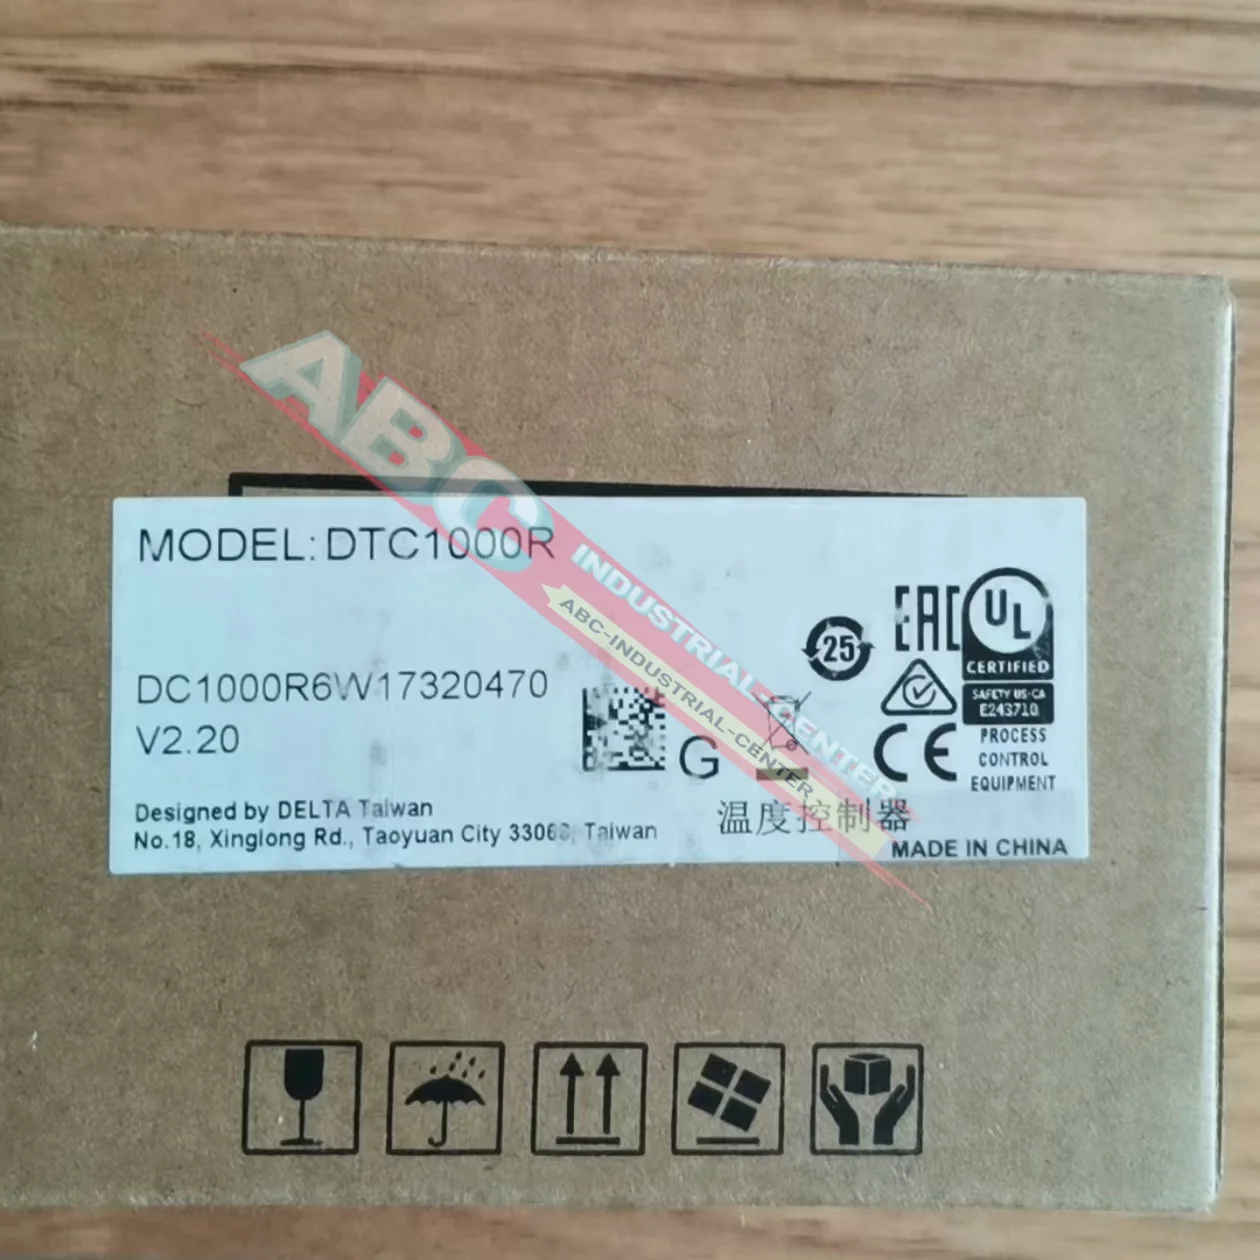 MODEL: DTC1000R
DC1000R6W17320470
V2.20
Designed by DELTA Taiwan
No.18, Xinglong Rd., Taoyuan City Taiwan
G
25
EAC
UL
CERTIFIED
SAFETY US-CA
E243710
CE
PROCESS
CONTROL
EQUIPMENT
温度控制器
MADE IN CHINA
ABC
INDUSTRIAL-CENTER
ABC-INDUSTRIAL-CENTER